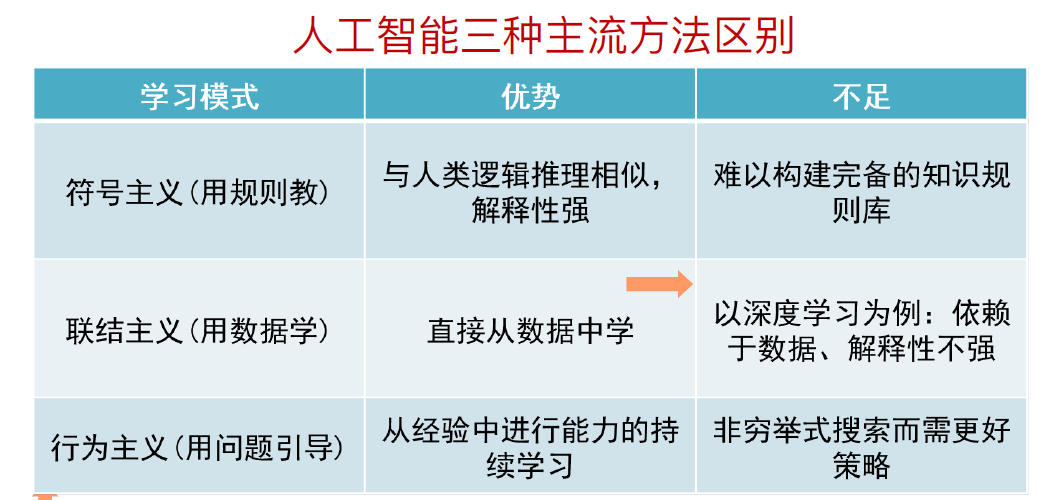 人工智能三种主流方法区别
学习模式
优势
不足
符号主义(用规则教)
与人类逻辑推理相似，
解释性强
难以构建完备的知识规
则库
联结主义(用数据学)
直接从数据中学
以深度学习为例：依赖
于数据、解释性不强
行为主义(用问题引导)
从经验中进行能力的持
续学习
非穷举式搜索而需更好
策略